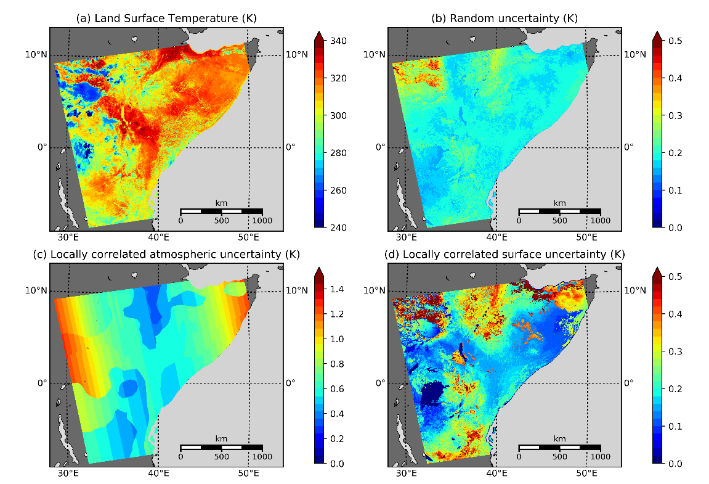 (a) Land Surface Temperature (K)
(b) Random uncertainty (K)
10°N
10°N
0°
0°
340
320
300
280
260
240
km
0 500 1000
30°E 40°E 50°E
10°N
0°
0.5
0.4
0.3
0.2
0.1
0.0
km
0 500 1000
30°E 40°E 50°E
(c) Locally correlated atmospheric uncertainty (K)
(d) Locally correlated surface uncertainty (K)
10°N
0°
1.4
1.2
1.0
0.8
0.6
0.4
0.2
0.0
km
0 500 1000
30°E 40°E 50°E
10°N
0°
10°N
0°
0.5
0.4
0.3
0.2
0.1
0.0
km
0 500 1000
30°E 40°E 50°E